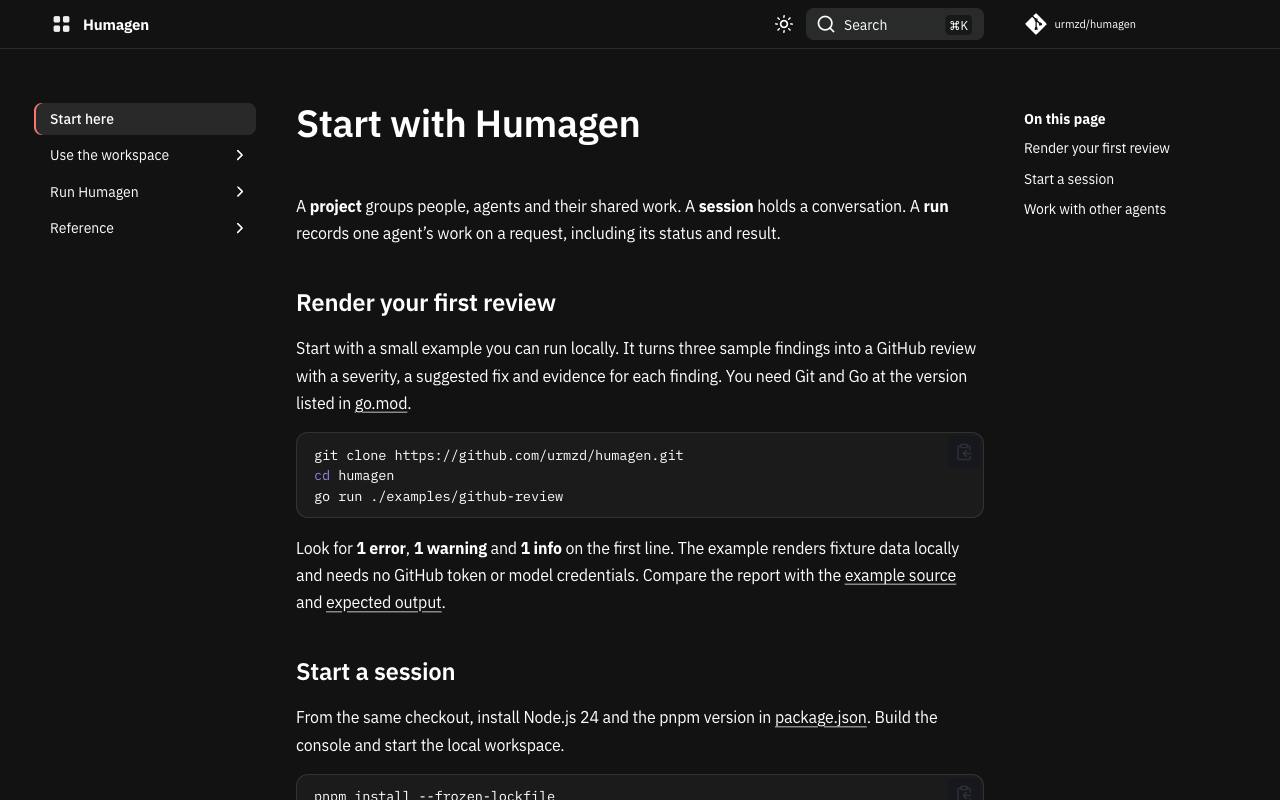 Humagen
Search
⌘K
urmzd/humagen
Start here
Use the workspace
Run Humagen
Reference
Start with Humagen
A project groups people, agents and their shared work. A session holds a conversation. A run
records one agent’s work on a request, including its status and result.
Render your first review
Start with a small example you can run locally. It turns three sample findings into a GitHub review
with a severity, a suggested fix and evidence for each finding. You need Git and Go at the version
listed in go.mod.
git clone https://github.com/urmzd/humagen.git
cd humagen
go run ./examples/github-review
Look for 1 error, 1 warning and 1 info on the first line. The example renders fixture data locally
and needs no GitHub token or model credentials. Compare the report with the example source
and expected output.
Start a session
From the same checkout, install Node.js 24 and the pnpm version in package.json. Build the
console and start the local workspace.
pnpm install --frozen-lockfile
On this page
Render your first review
Start a session
Work with other agents